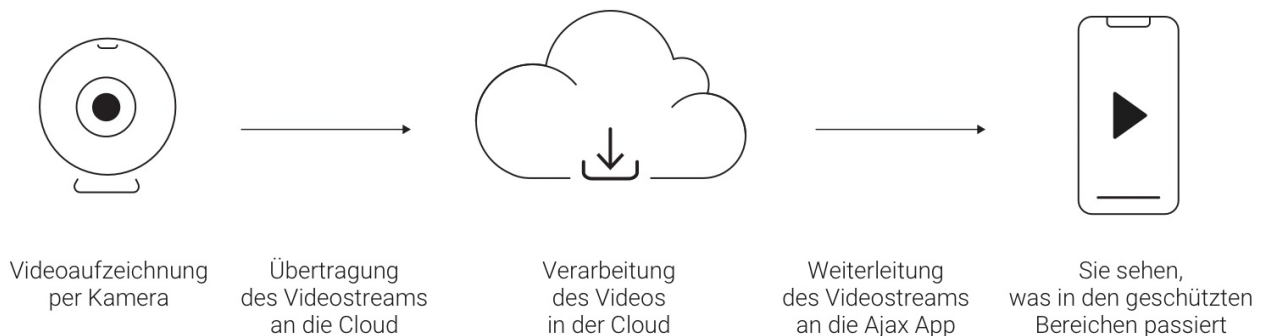 Videoaufzeichnung
per Kamera
Übertragung
des Videostreams
an die Cloud
Verarbeitung
des Videos
in der Cloud
Weiterleitung
des Videostreams
an die Ajax App
Sie sehen,
was in den geschützten
Bereichen passiert